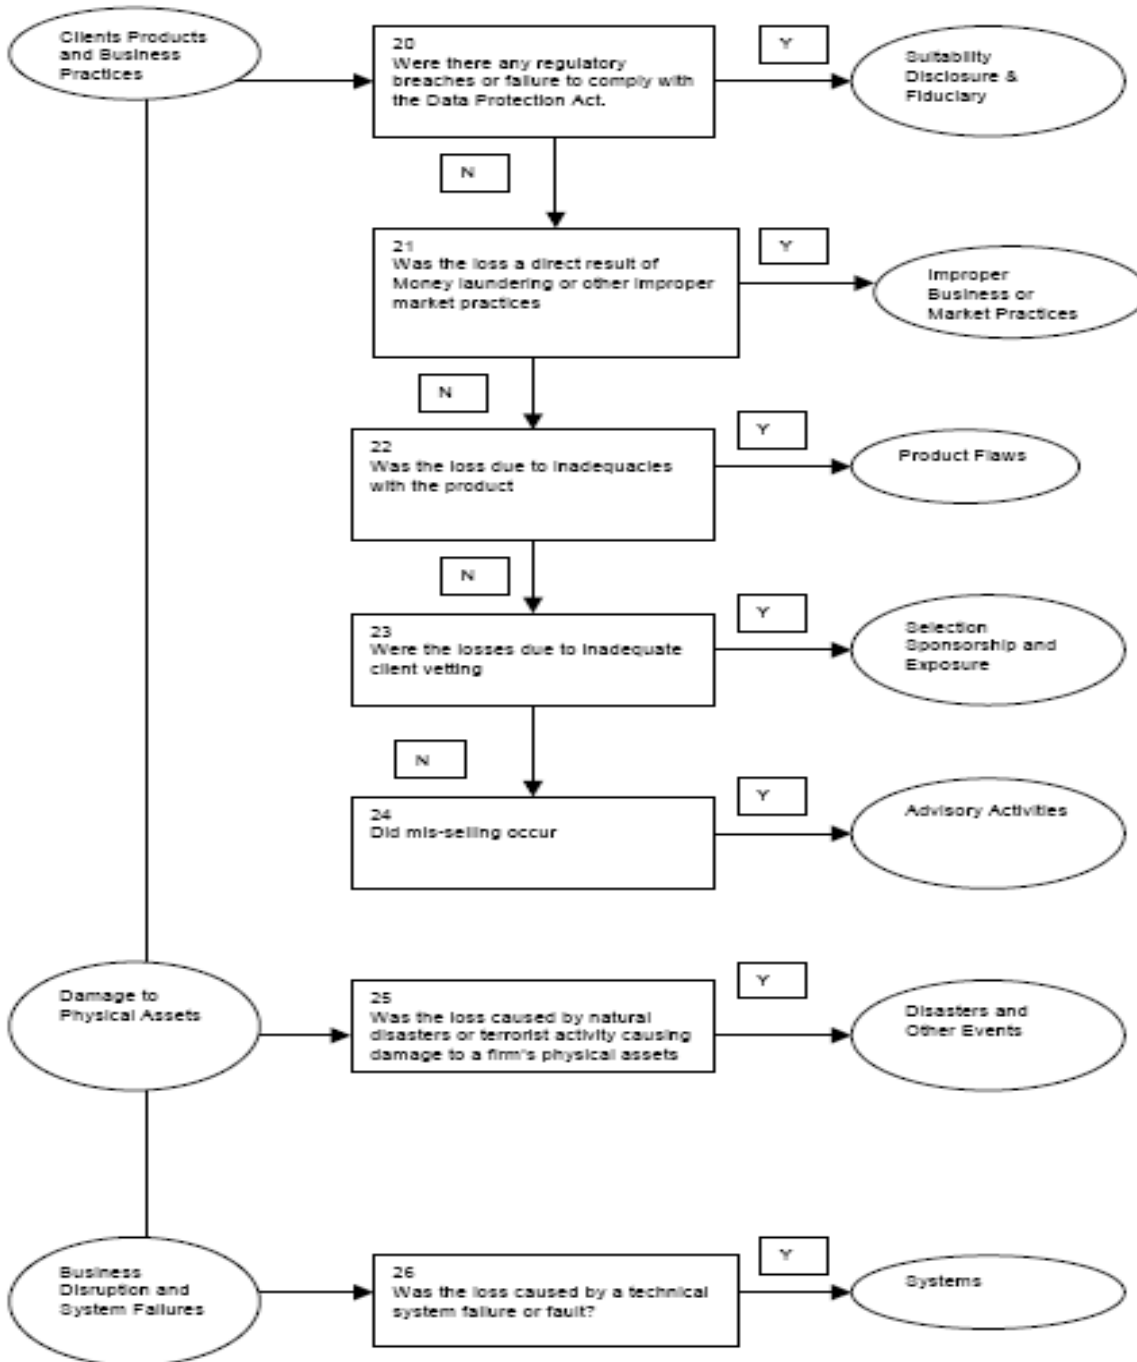 Clients Products
and Business
Practices
20
Were there any regulatory
breaches or failure to comply with
the Data Protection Act.
Y
Suitability
Disclosure &
Fiduciary
N
21
Was the loss a direct result of
Money laundering or other improper
market practices
Y
Improper
Business or
Market Practices
N
22
Was the loss due to inadequacies
with the product
Y
Product Flaws
N
23
Were the losses due to inadequate
client vetting
Y
Selection
Sponsorship and
Exposure
N
24
Did mis-selling occur
Y
Advisory Activities
Damage to
Physical Assets
25
Was the loss caused by natural
disasters or terrorist activity causing
damage to a firm's physical assets
Y
Disasters and
Other Events
Business
Disruption and
System Failures
26
Was the loss caused by a technical
system failure or fault?
Y
Systems